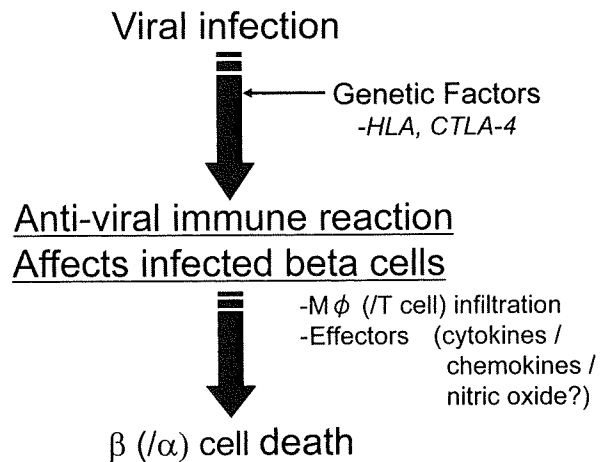 Viral infection
Genetic Factors
-HLA, CTLA-4
Anti-viral immune reaction
Affects infected beta cells
-Mϕ (/T cell) infiltration
-Effectors (cytokines /
chemokines /
nitric oxide?)
β (/α) cell death